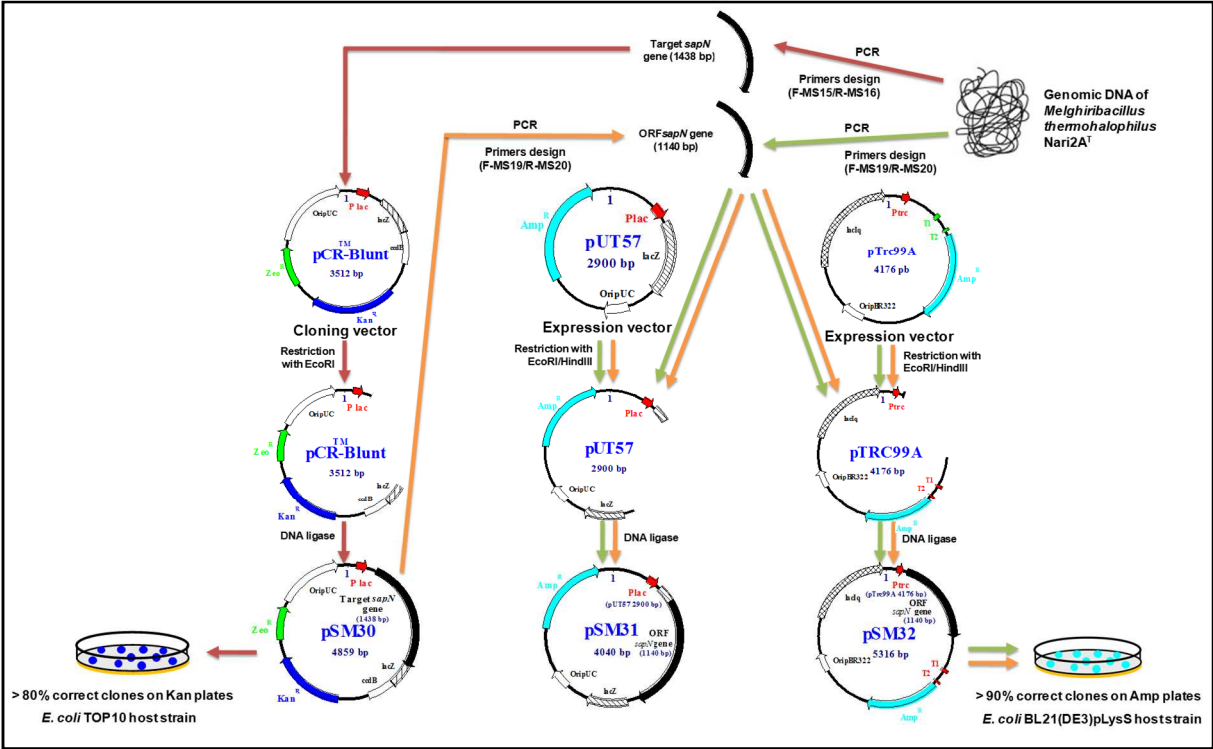 Target sapN
gene (1438 bp)
PCR
Primers design
(F-MS15/R-MS16)
Genomic DNA of
Melghiribacillus
thermohalophilus
Nari2Aᵀ
PCR
Primers design
(F-MS19/R-MS20)
ORFsapN gene
(1140 bp)
PCR
Primers design
(F-MS19/R-MS20)
1
P lac
OripUC
lacZ
ccdB
Zeo R
Kan R
pCR-Blunt TM
3512 bp
Cloning vector
1
Plac
Amp R
lacZ
OripUC
pUT57
2900 bp
Expression vector
1
Ptrc
T1
T2
lacIq
Amp R
OripBR322
pTrc99A
4176 pb
Expression vector
Restriction
with EcoRI
Restriction with
EcoRI/HindIII
Restriction with
EcoRI/HindIII
1
P lac
OripUC
Zeo R
pCR-Blunt TM
3512 bp
lacZ
ccdB
Kan R
1
Plac
Amp R
pUT57
2900 bp
OripUC
lacZ
1
Ptrc
lacIq
pTRC99A
4176 bp
OripBR322
T1
T2
Amp R
DNA ligase
DNA ligase
DNA ligase
1
P lac
OripUC
Target sapN
gene
(1438 bp)
Zeo R
pSM30
4859 bp
lacZ
ccdB
Kan R
1
Plac
(pUT57 2900 bp)
Amp R
pSM31
4040 bp
ORF
sapN gene
(1140 bp)
OripUC
lacZ
1
Ptrc
(pTrc99A 4176 bp)
lacIq
ORF
sapN gene
(1140 bp)
pSM32
5316 bp
OripBR322
T1
T2
Amp R
> 80% correct clones on Kan plates
E. coli TOP10 host strain
> 90% correct clones on Amp plates
E. coli BL21(DE3)pLysS host strain